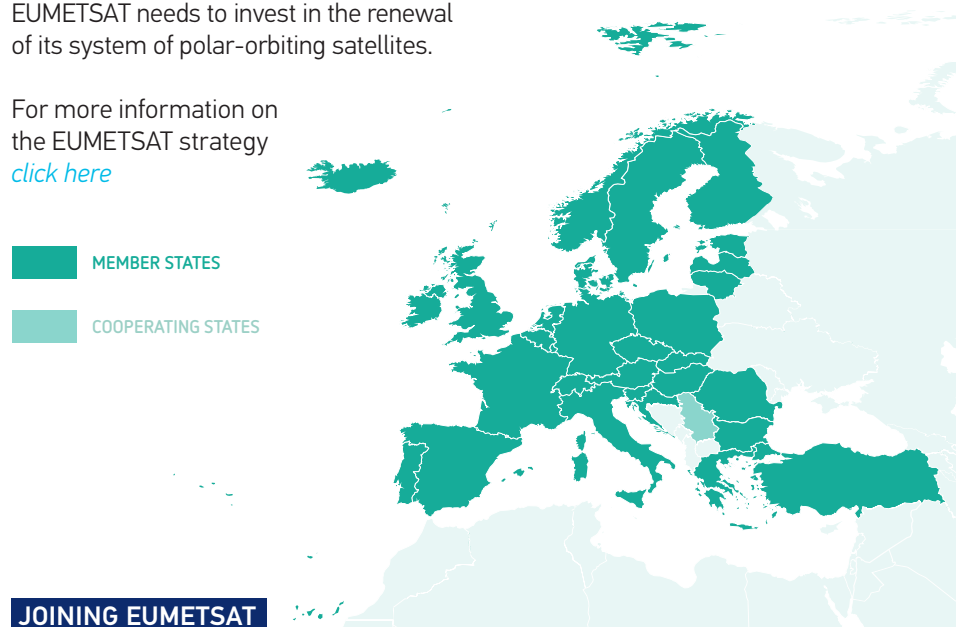 EUMETSAT needs to invest in the renewal
of its system of polar-orbiting satellites.
For more information on
the EUMETSAT strategy
click here
MEMBER STATES
COOPERATING STATES
JOINING EUMETSAT